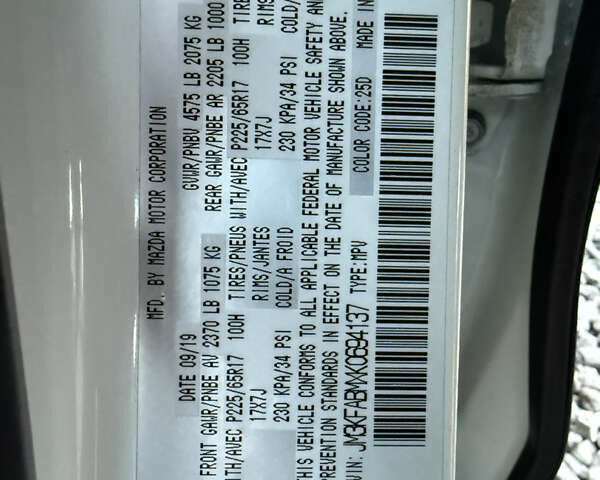 MFD. BY MAZDA MOTOR CORPORATION
DATE 09/19 GVWR/PNBV 4575 LB 2075 KG
FRONT GAWR/PNBE AV 2370 LB 1075 KG REAR GAWR/PNBE AR 2205 LB 1000
WITH/AVEC P225/65R17 100H TIRES/PNEUS WITH/AVEC P225/65R17 100H TIRE
17X7J RIMS/JANTES 17X7J RIMS
230 KPA/34 PSI COLD/A FROID 230 KPA/34 PSI COLD/A
THIS VEHICLE CONFORMS TO ALL APPLICABLE FEDERAL MOTOR VEHICLE SAFETY AN
PREVENTION STANDARDS IN EFFECT ON THE DATE OF MANUFACTURE SHOWN ABOVE.
VIN: JM3KFABMXK0694137 TYPE:MPV COLOR CODE:25D MADE IN